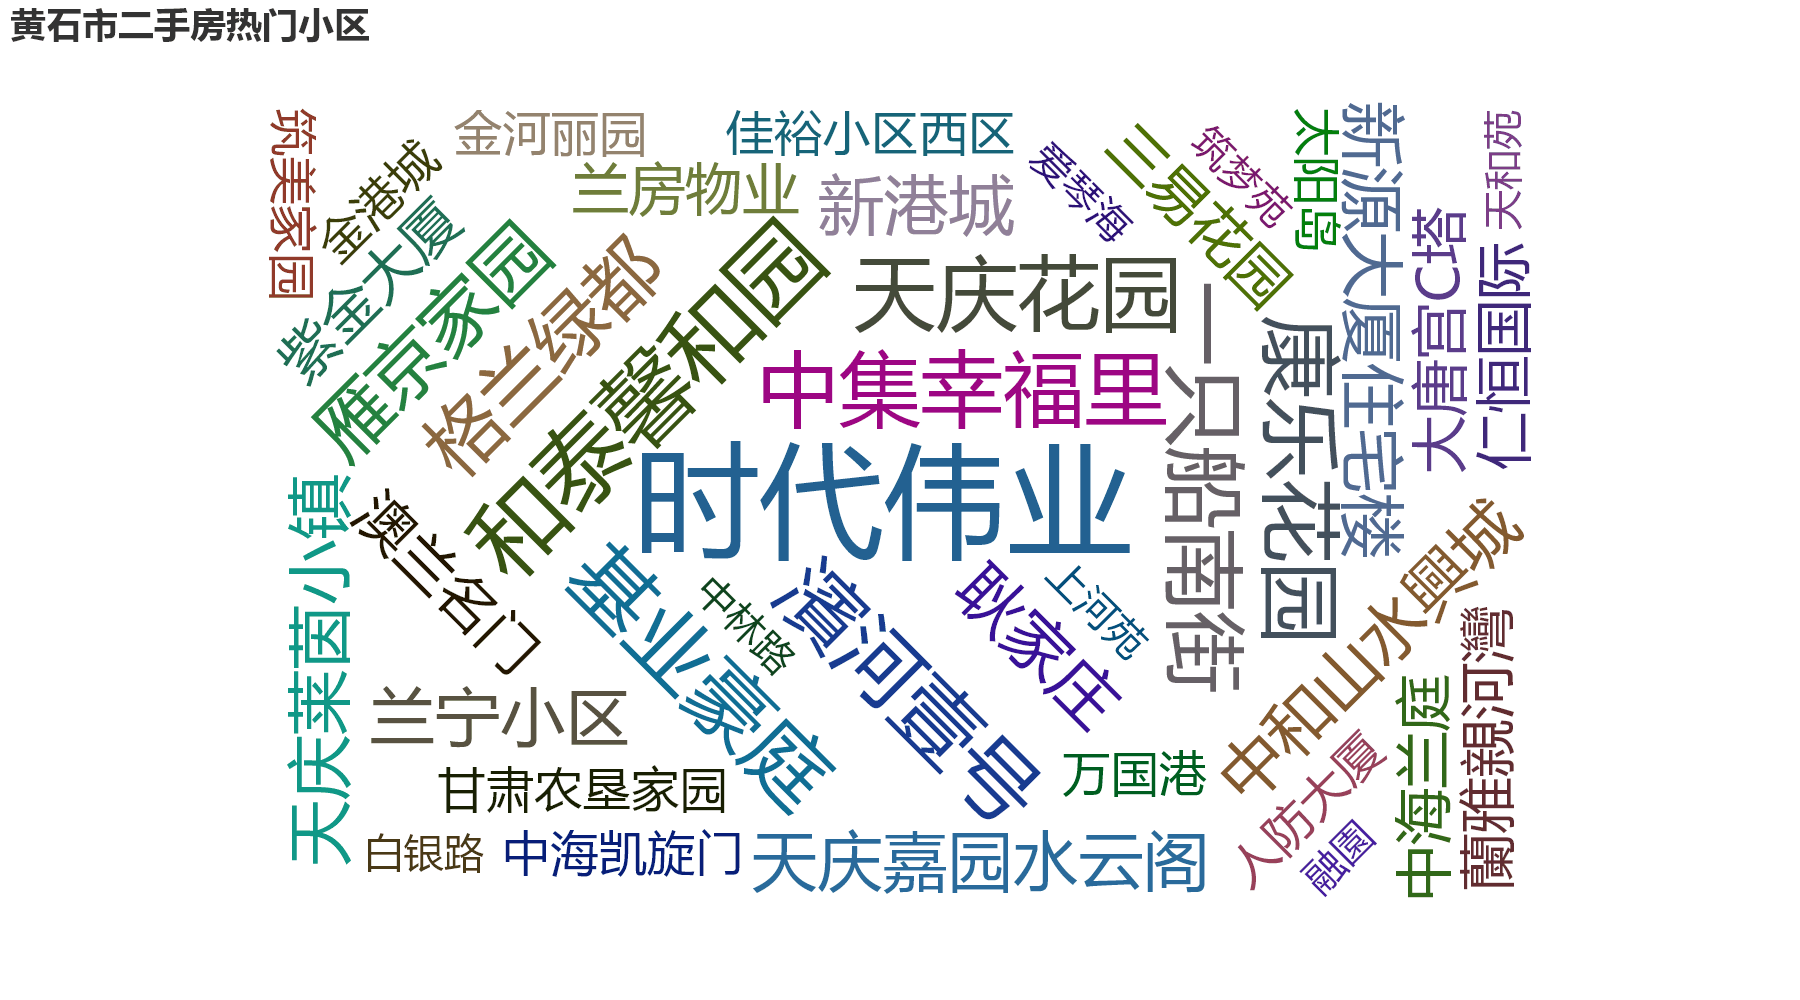 黄石市二手房热门小区
筑美家园
金港城
金河丽园
佳裕小区西区
爱琴海
三易花园
筑梦苑
太阳岛
新源大厦住宅楼
天和苑
紫金大厦
兰房物业
新港城
雁京家园
格兰绿都
和泰馨和园
天庆花园
一只船南街
康乐花园
大唐宫C塔
仁恒国际
中集幸福里
时代伟业
天庆莱茵小镇
澳兰名门
基业豪庭
中林路
濱河壹号
耿家庄
上河苑
中和山水興城
蘭雅親河灣
兰宁小区
甘肃农垦家园
万国港
人防大厦
中海兰庭
白银路
中海凯旋门
天庆嘉园水云阁
融園